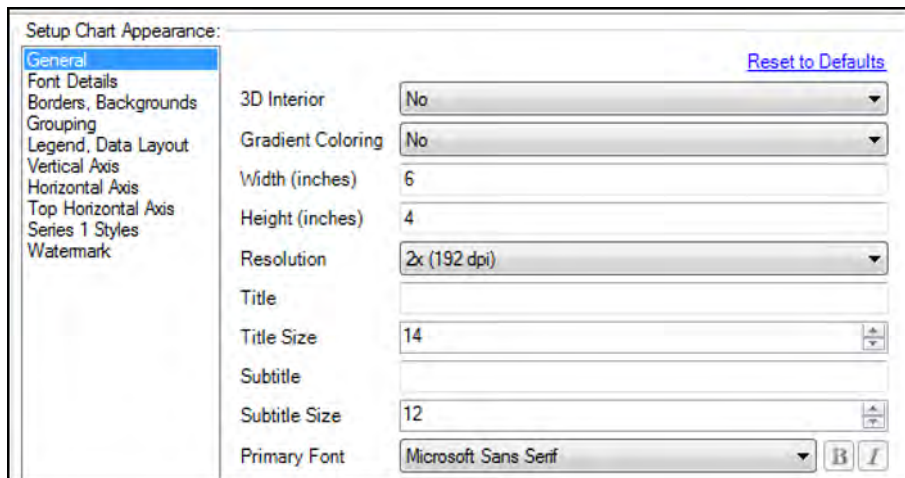 Setup Chart Appearance:
General
Font Details
Borders, Backgrounds
Grouping
Legend, Data Layout
Vertical Axis
Horizontal Axis
Top Horizontal Axis
Series 1 Styles
Watermark
Reset to Defaults
3D Interior No
Gradient Coloring No
Width (inches) 6
Height (inches) 4
Resolution 2x (192 dpi)
Title
Title Size 14
Subtitle
Subtitle Size 12
Primary Font Microsoft Sans Serif B I